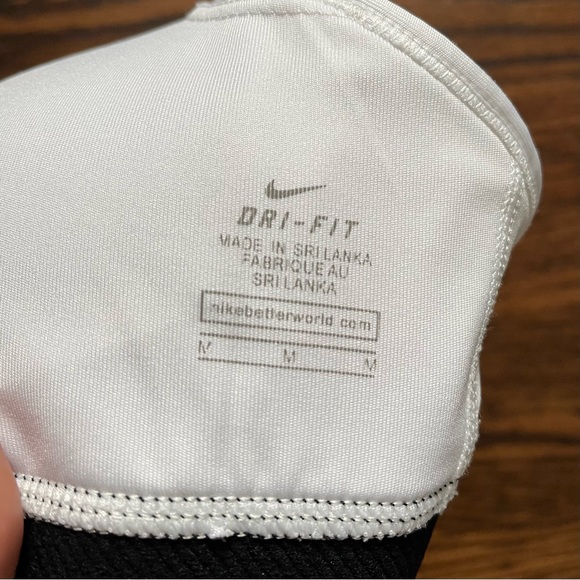 DRI-FIT
MADE IN SRI LANKA
FABRIQUE AU
SRI LANKA
nikebetterworld.com
M M M